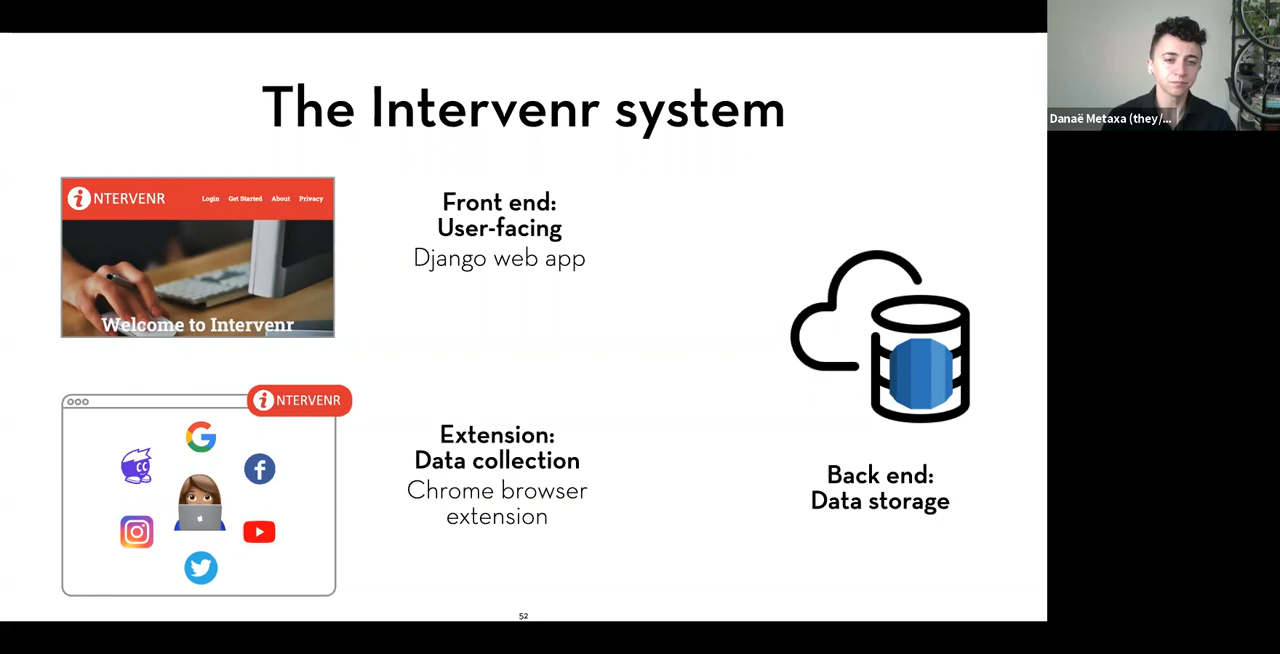 The Intervenr system
NTERVENR
Login Get Started About Privacy
Welcome to Intervenr
Front end:
User-facing
Django web app
NTERVENR
Extension:
Data collection
Chrome browser
extension
Back end:
Data storage
52
Danaë Metaxa (they/...